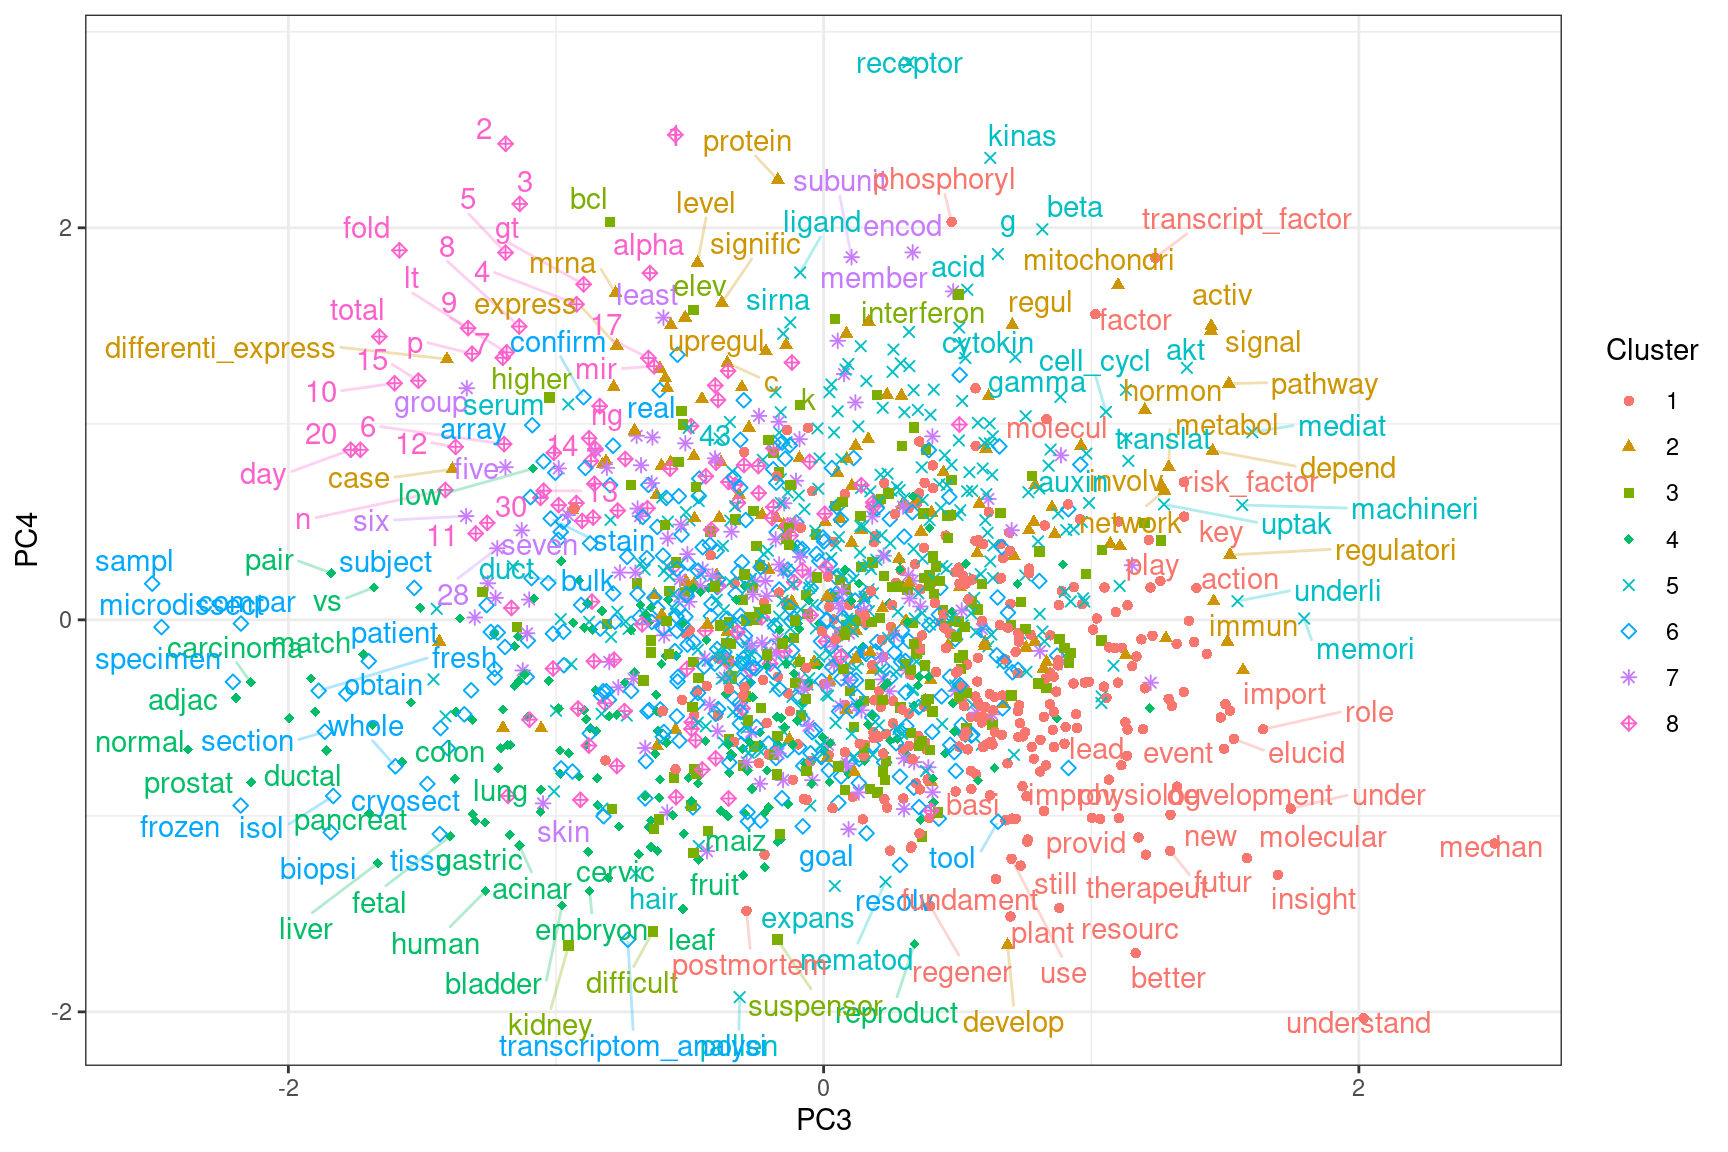 receptor
2
1
protein
kinas
3
subunit
phosphoryl
5
bcl
level
beta
fold
gt
ligand
encod
g
transcript_factor
8
alpha
signific
lt
4
mrna
member
acid
mitochondri
total
9
express
least
elev
sirna
interferon
regul
activ
differenti_express
p
7
confirm
17
upregul
cytokin
factor
signal
15
mir
cell_cycl
akt
10
higher
c
gamma
hormon
pathway
group
serum
ng
real
k
20
6
12
array
14
43
molecul
translat
metabol
mediat
day
case
five
low
13
auxin
involv
risk_factor
depend
n
six
11
30
seven
stain
network
key
uptak
machineri
regulatori
sampl
pair
subject
duct
bulk
play
action
microdissect
compar
vs
28
underli
carcinoma
match
patient
immun
specimen
fresh
memori
adjac
obtain
import
role
normal
section
whole
colon
lead
event
elucid
prostat
ductal
lung
cryosect
basi
improv
physiolog
development
under
frozen
isol
pancreat
skin
maiz
provid
new
molecular
mechan
biopsi
tissu
gastric
cervic
goal
tool
still
therapeut
futur
fetal
acinar
hair
fruit
resolv
fundament
insight
liver
human
embryon
leaf
expans
plant
resourc
bladder
difficult
postmortem
nematod
regener
use
better
kidney
suspensor
reproduct
develop
understand
transcriptom_analysi
pollen
2
0
-2
-2
0
2
PC3
PC4
Cluster
1
2
3
4
5
6
7
8